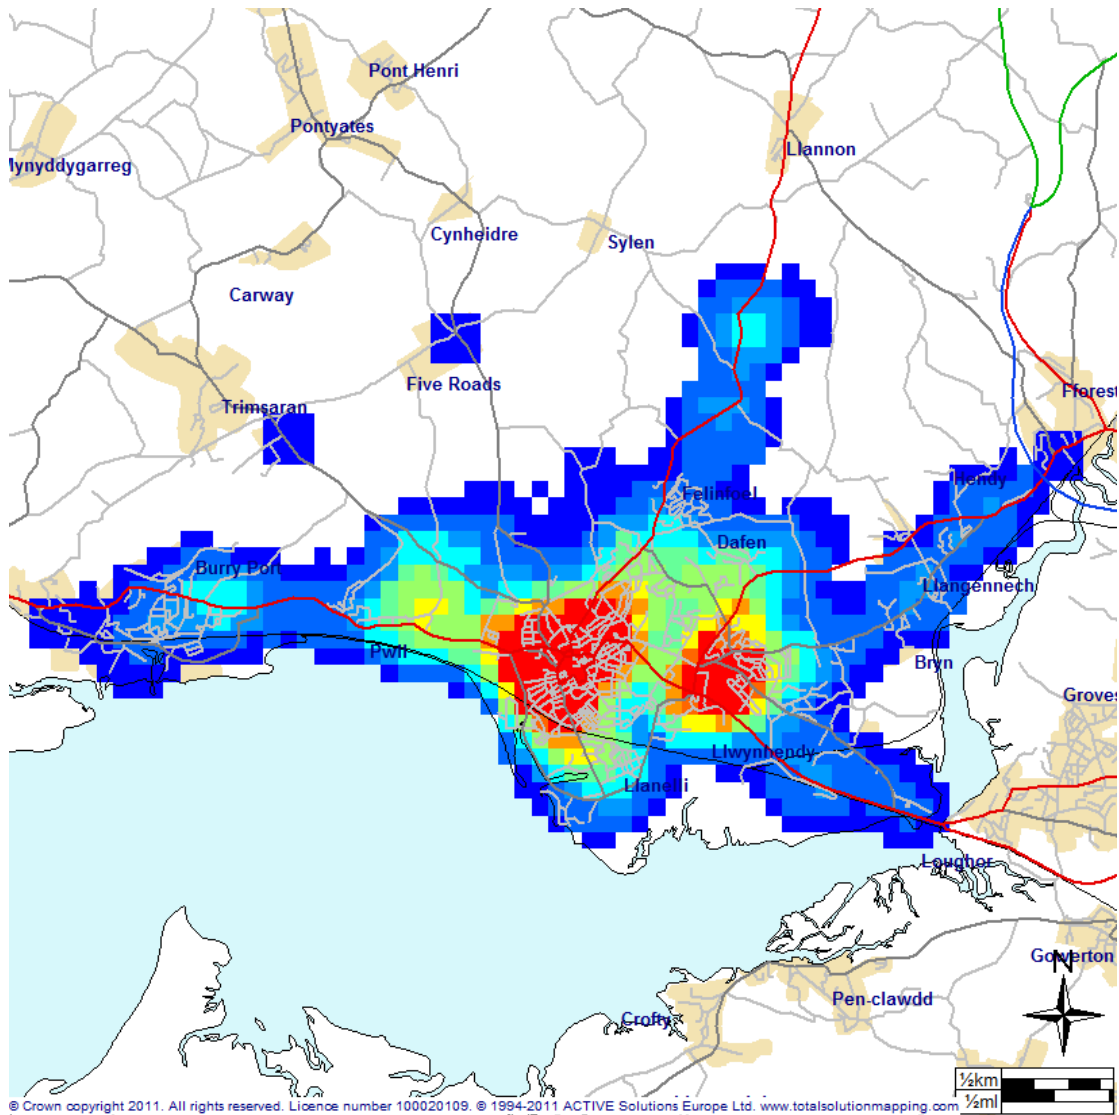 Pont Henri
Pontyates
Llannon
Mynyddygarreg
Cynheidre
Sylen
Carway
Five Roads
Fforest
Trimsaran
Hendy
Felinfoel
Dafen
Burry Port
Llangennech
Pwll
Bryn
Groves
Llwynhendy
Llanelli
Loughor
Gowerton
N
Pen-clawdd
Crofty
½km
½ml
© Crown copyright 2011. All rights reserved. Licence number 100020109. © 1994-2011 ACTIVE Solutions Europe Ltd. www.totalsolutionmapping.com